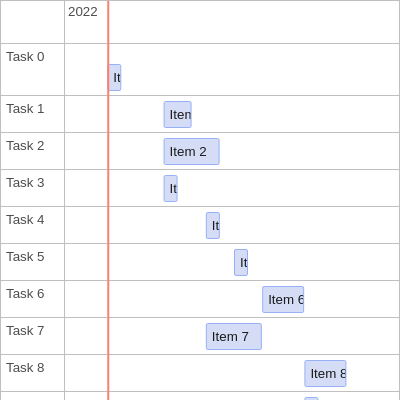 2022
Task 0
It
Task 1
Iten
Task 2
Item 2
Task 3
It
Task 4
It
Task 5
It
Task 6
Item 6
Task 7
Item 7
Task 8
Item 8